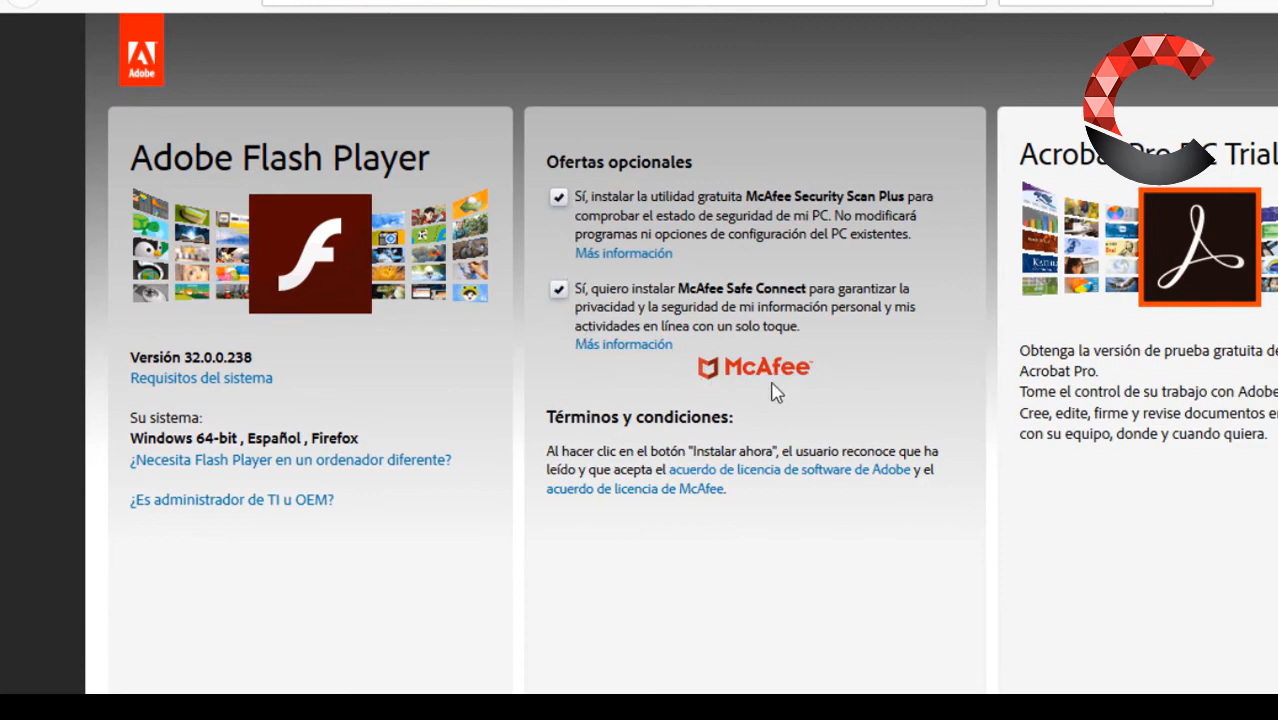 Adobe
Adobe Flash Player
Versión 32.0.0.238
Requisitos del sistema
Su sistema:
Windows 64-bit , Español , Firefox
¿Necesita Flash Player en un ordenador diferente?
¿Es administrador de TI u OEM?
Ofertas opcionales
Sí, instalar la utilidad gratuita McAfee Security Scan Plus para
comprobar el estado de seguridad de mi PC. No modificará
programas ni opciones de configuración del PC existentes.
Más información
Sí, quiero instalar McAfee Safe Connect para garantizar la
privacidad y la seguridad de mi información personal y mis
actividades en línea con un solo toque.
Más información
McAfee™
Términos y condiciones:
Al hacer clic en el botón "Instalar ahora", el usuario reconoce que ha
leído y que acepta el acuerdo de licencia de software de Adobe y el
acuerdo de licencia de McAfee.
Acrobat Pro DC Trial
Obtenga la versión de prueba gratuita de
Acrobat Pro.
Tome el control de su trabajo con Adobe
Cree, edite, firme y revise documentos en
con su equipo, donde y cuando quiera.